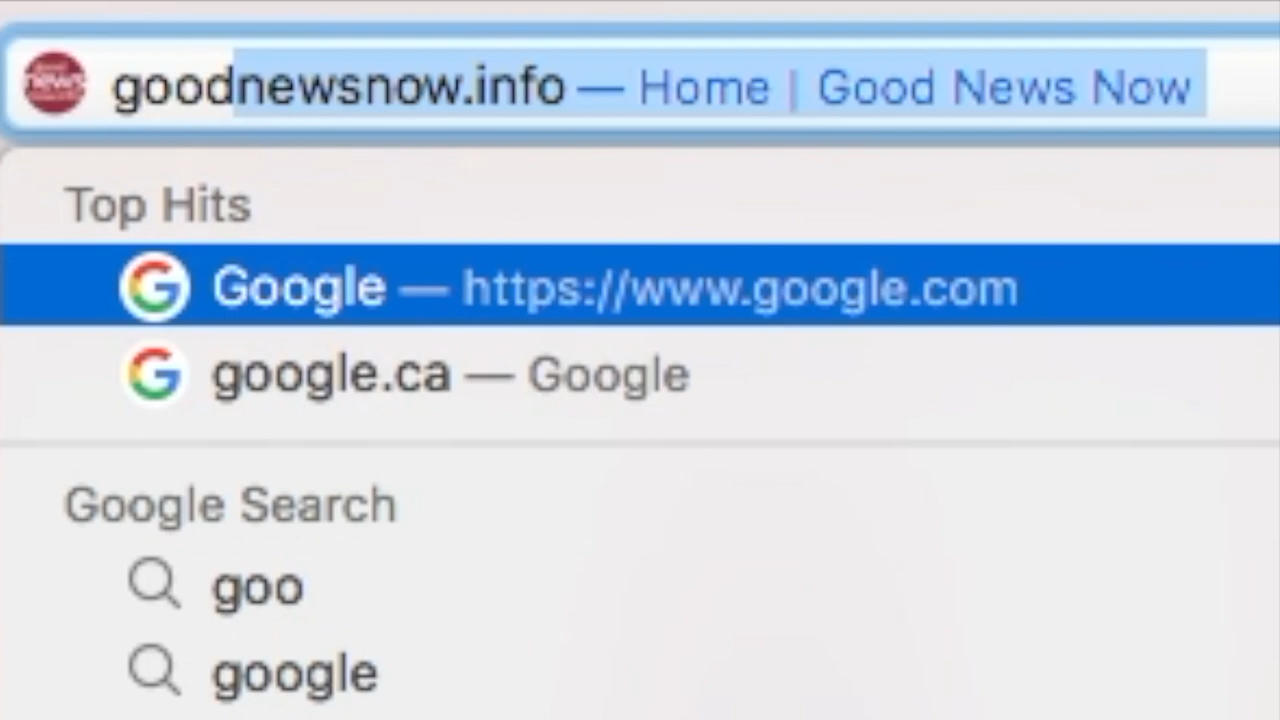 news
goodnewsnow.info — Home | Good News Now
Top Hits
Google — https://www.google.com
google.ca — Google
Google Search
goo
google